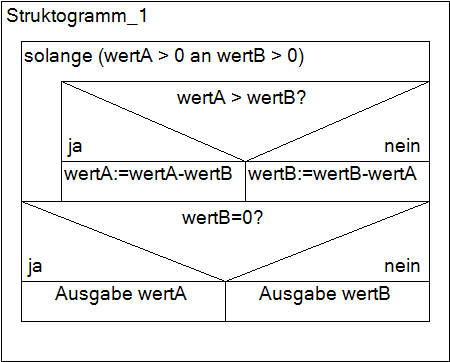 Struktogramm_1
solange (wertA > 0 an wertB > 0)
wertA > wertB?
ja nein
wertA:=wertA-wertB wertB:=wertB-wertA
wertB=0?
ja nein
Ausgabe wertA Ausgabe wertB